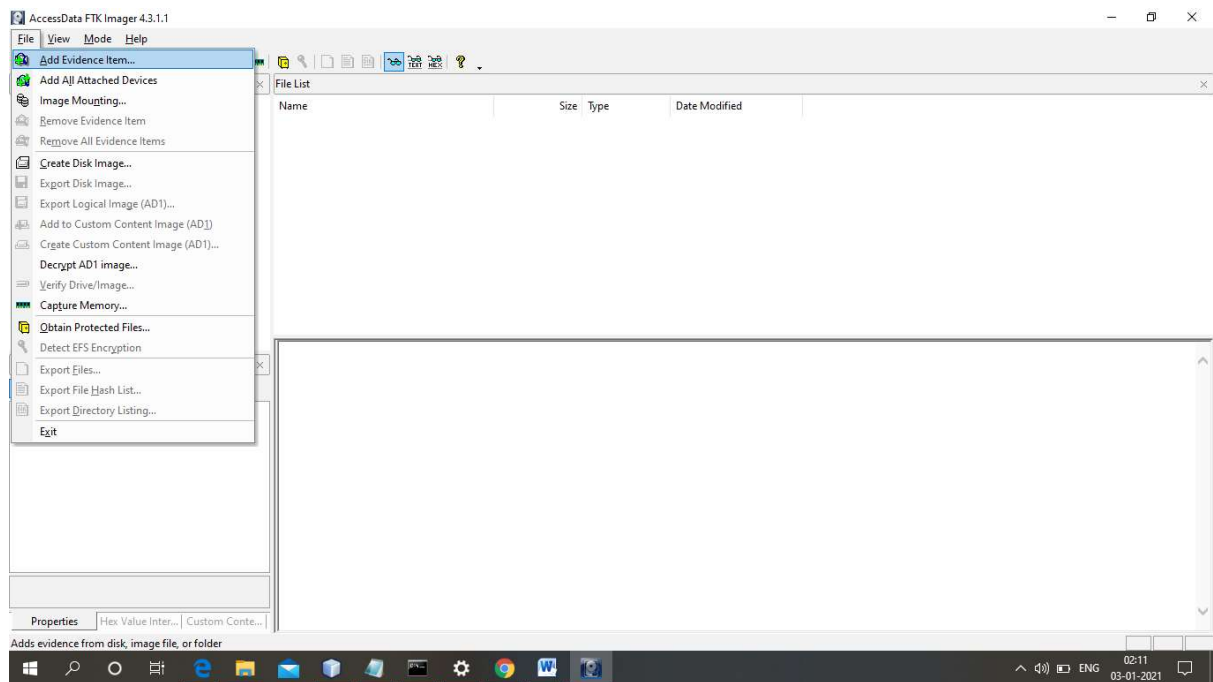 AccessData FTK Imager 4.3.1.1
File View Mode Help
Add Evidence Item...
Add All Attached Devices
Image Mounting...
Remove Evidence Item
Remove All Evidence Items
Create Disk Image...
Export Disk Image...
Export Logical Image (AD1)...
Add to Custom Content Image (AD1)
Create Custom Content Image (AD1)...
Decrypt AD1 image...
Verify Drive/Image...
Capture Memory...
Obtain Protected Files...
Detect EFS Encryption
Export Files...
Export File Hash List...
Export Directory Listing...
Exit
TEXT HEX
File List
Name Size Type Date Modified
Properties Hex Value Inter... Custom Conte...
Adds evidence from disk, image file, or folder
ENG 02:11
03-01-2021